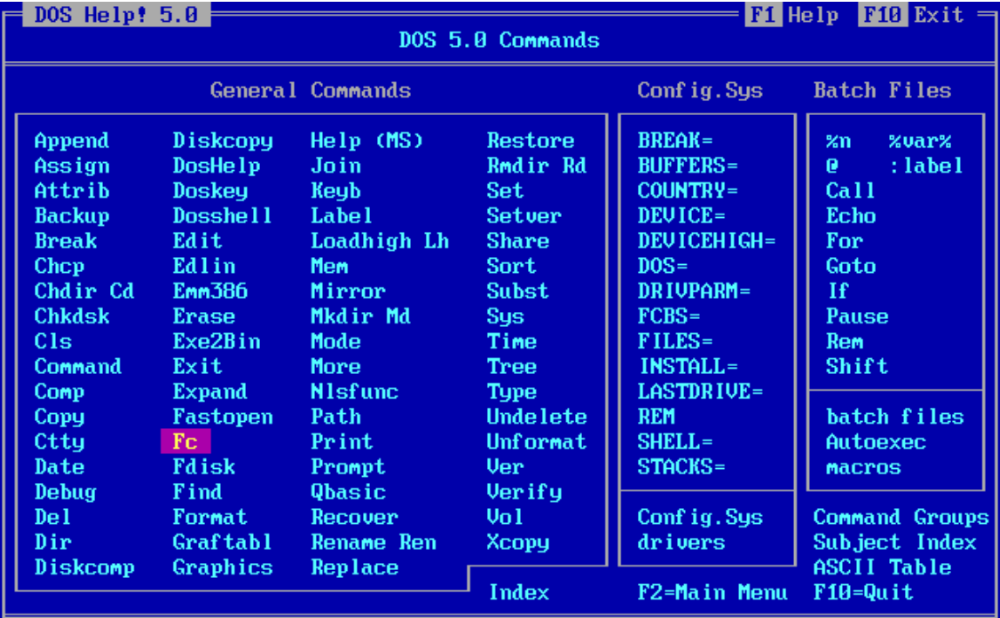 DOS Help! 5.0 F1 Help F10 Exit
DOS 5.0 Commands
General Commands Config.Sys Batch Files
Append Diskcopy Help (MS) Restore BREAK= %n %var%
Assign DosHelp Join Rmdir Rd BUFFERS= @ :label
Attrib Doskey Keyb Set COUNTRY= Call
Backup Dosshell Label Setver DEVICE= Echo
Break Edit Loadhigh Lh Share DEVICEHIGH= For
Chcp Edlin Mem Sort DOS= Goto
Chdir Cd Emm386 Mirror Subst DRIVPARM= If
Chkdsk Erase Mkdir Md Sys FCBS= Pause
Cls Exe2Bin Mode Time FILES= Rem
Command Exit More Tree INSTALL= Shift
Comp Expand Nlsfunc Type LASTDRIVE=
Copy Fastopen Path Undelete REM batch files
Ctty Fc Print Unformat SHELL= Autoexec
Date Fdisk Prompt Ver STACKS= macros
Debug Find Qbasic Verify
Del Format Recover Vol Config.Sys Command Groups
Dir Graftabl Rename Ren Xcopy drivers Subject Index
Diskcomp Graphics Replace ASCII Table
Index F2=Main Menu F10=Quit